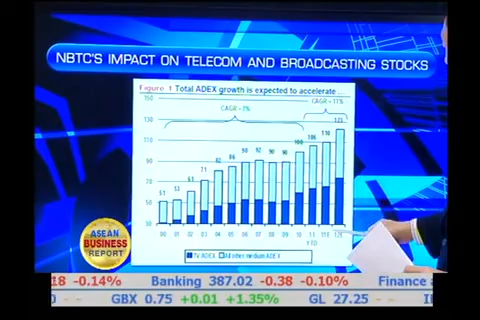 NBTC'S IMPACT ON TELECOM AND BROADCASTING STOCKS
Figure 1 Total ADEX growth is expected to accelerate ...
150
130
110
90
70
50
30
CAGR = 7%
CAGR = 11%
51 53 61 71 82 86 90 92 90 90 100 106 110 121
00 01 02 03 04 05 06 07 08 09 10 11 11E 12E
YTD
TV ADEX All other medium ADEX
ASEAN
BUSINESS
REPORT
18 -0.14% Banking 387.02 -0.38 -0.10% Finance a
-- GBX 0.75 +0.01 +1.35% GL 27.25 --